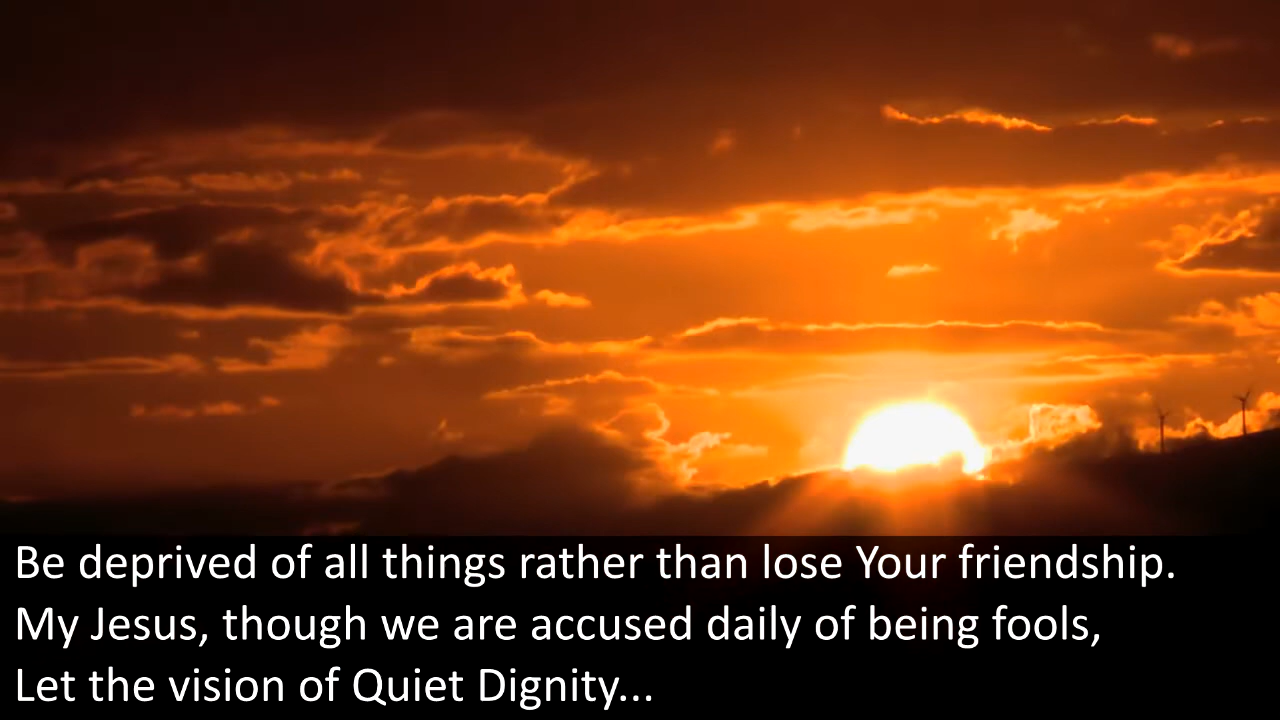 Be deprived of all things rather than lose Your friendship.
My Jesus, though we are accused daily of being fools,
Let the vision of Quiet Dignity...